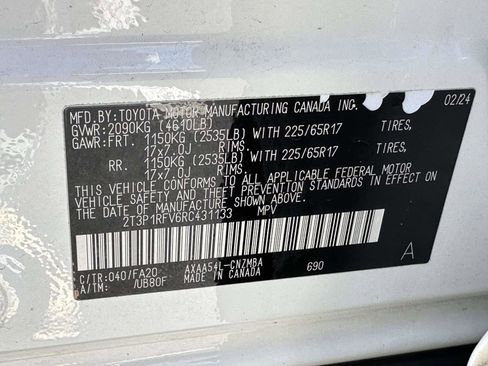 MFD.BY: TOYOTA MOTOR MANUFACTURING CANADA INC. 02/24
GVWR: 2090KG (4610LB)
GAWR: FRT. 1150KG (2535LB) WITH 225/65R17 TIRES,
17x7.0J RIMS.
RR. 1150KG (2535LB) WITH 225/65R17 TIRES,
17x7.0J RIMS.
THIS VEHICLE CONFORMS TO ALL APPLICABLE FEDERAL MOTOR
VEHICLE SAFETY AND THEFT PREVENTION STANDARDS IN EFFECT
ON THE DATE OF MANUFACTURE SHOWN ABOVE.
2T3P1RFV6RC431133 MPV
A
C/TR:040/FA20 AXAA54L-CNZMBA 690
A/TM: /UB80F MADE IN CANADA